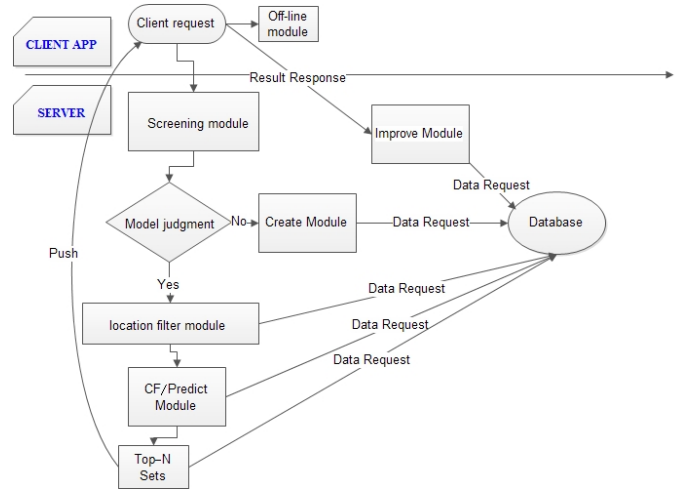 Client request
Off-line
module
CLIENT APP
Result Response
SERVER
Screening module
Improve Module
Data Request
Model judgment
No
Create Module
Data Request
Database
Push
Yes
Data Request
location filter module
Data Request
Data Request
CF/Predict
Module
Top–N
Sets